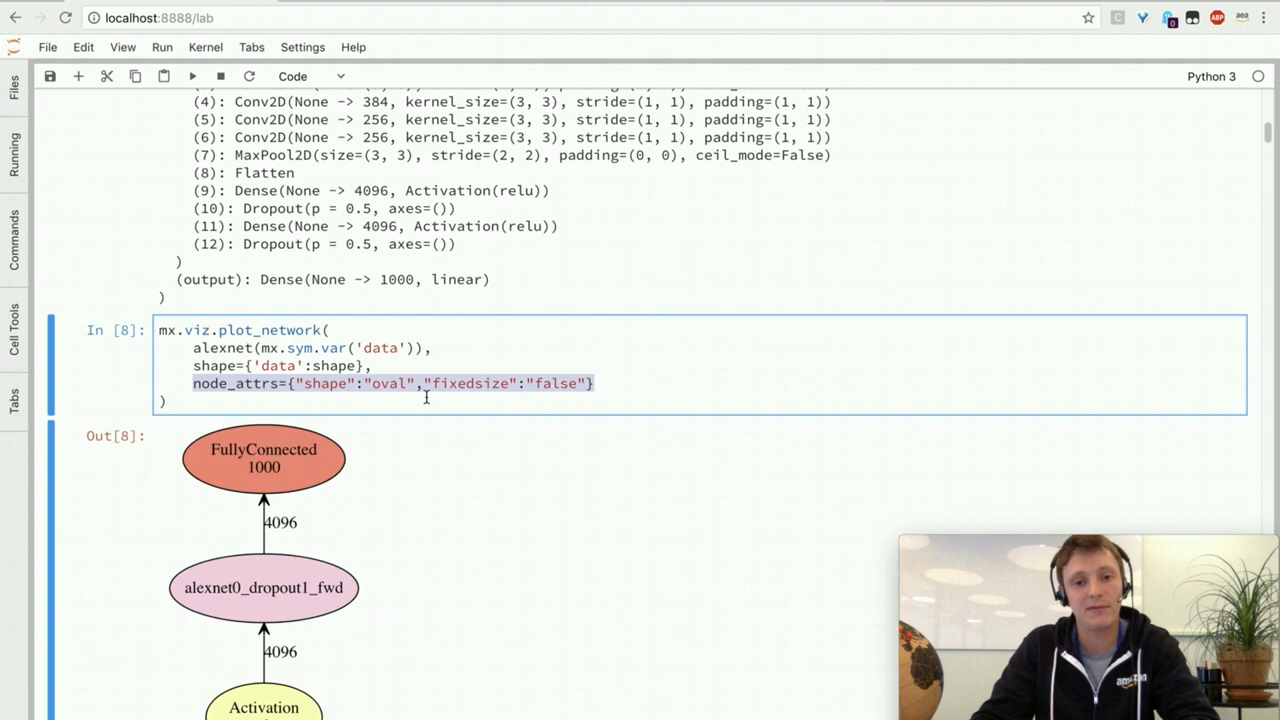 localhost:8888/lab
C
0
ABP
aea
File Edit View Run Kernel Tabs Settings Help
Code
Python 3
Files
Running
Commands
Cell Tools
Tabs
(4): Conv2D(None -> 384, kernel_size=(3, 3), stride=(1, 1), padding=(1, 1))
(5): Conv2D(None -> 256, kernel_size=(3, 3), stride=(1, 1), padding=(1, 1))
(6): Conv2D(None -> 256, kernel_size=(3, 3), stride=(1, 1), padding=(1, 1))
(7): MaxPool2D(size=(3, 3), stride=(2, 2), padding=(0, 0), ceil_mode=False)
(8): Flatten
(9): Dense(None -> 4096, Activation(relu))
(10): Dropout(p = 0.5, axes=())
(11): Dense(None -> 4096, Activation(relu))
(12): Dropout(p = 0.5, axes=())
)
(output): Dense(None -> 1000, linear)
)
In [8]:
mx.viz.plot_network(
alexnet(mx.sym.var('data')),
shape={'data':shape},
node_attrs={"shape":"oval","fixedsize":"false"}
)
Out[8]:
FullyConnected
1000
4096
alexnet0_dropout1_fwd
4096
Activation
amazon